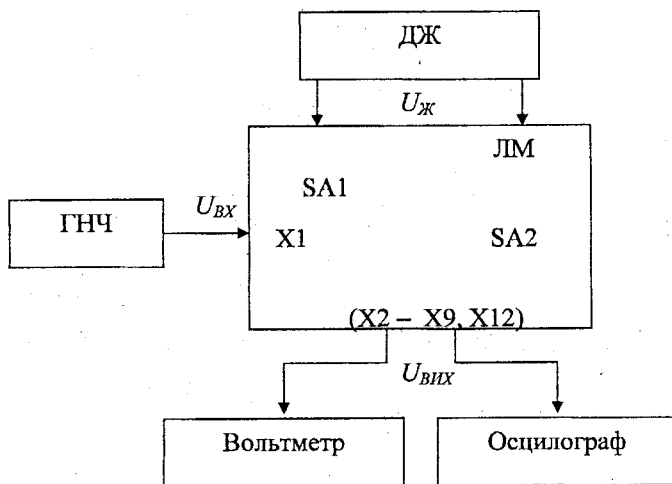 ДЖ
U_Ж
ЛМ
SA1
U_ВХ
ГНЧ
X1
SA2
(X2 – X9, X12)
U_ВИХ
Вольтметр
Осцилограф